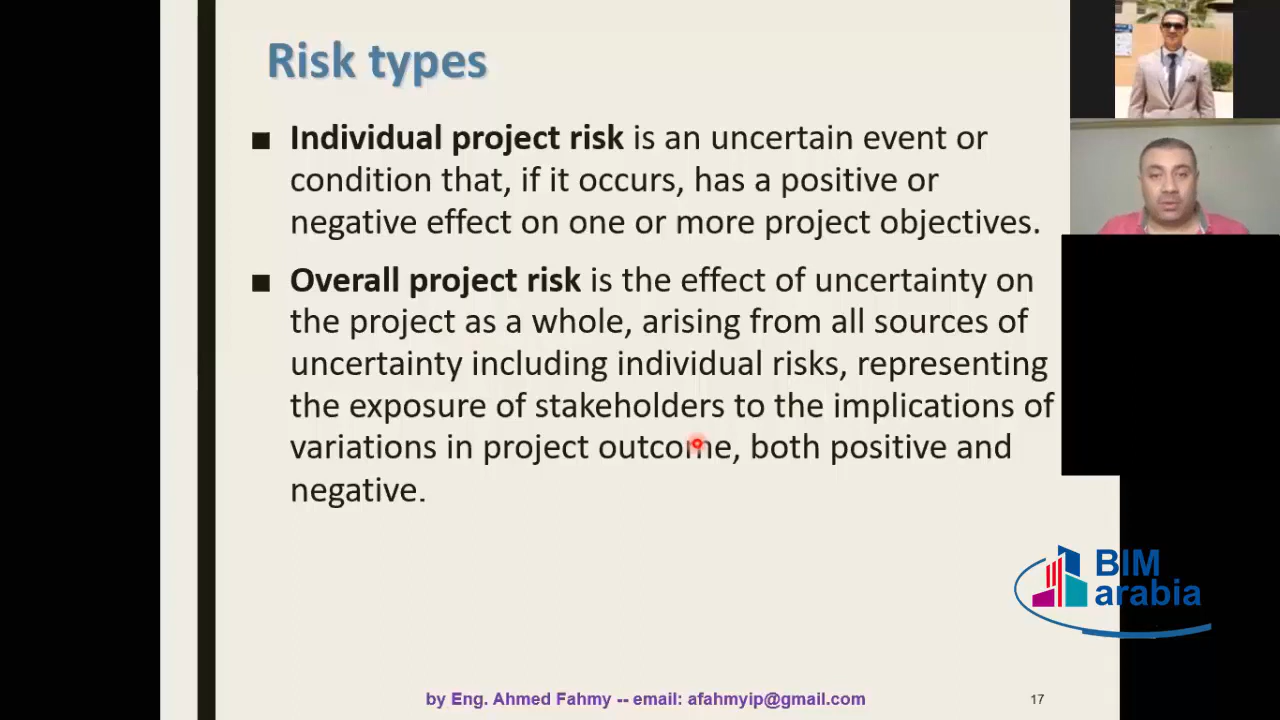 Risk types
■ Individual project risk is an uncertain event or
condition that, if it occurs, has a positive or
negative effect on one or more project objectives.
■ Overall project risk is the effect of uncertainty on
the project as a whole, arising from all sources of
uncertainty including individual risks, representing
the exposure of stakeholders to the implications of
variations in project outcome, both positive and
negative.
BIM
arabia
by Eng. Ahmed Fahmy -- email: afahmyip@gmail.com
17